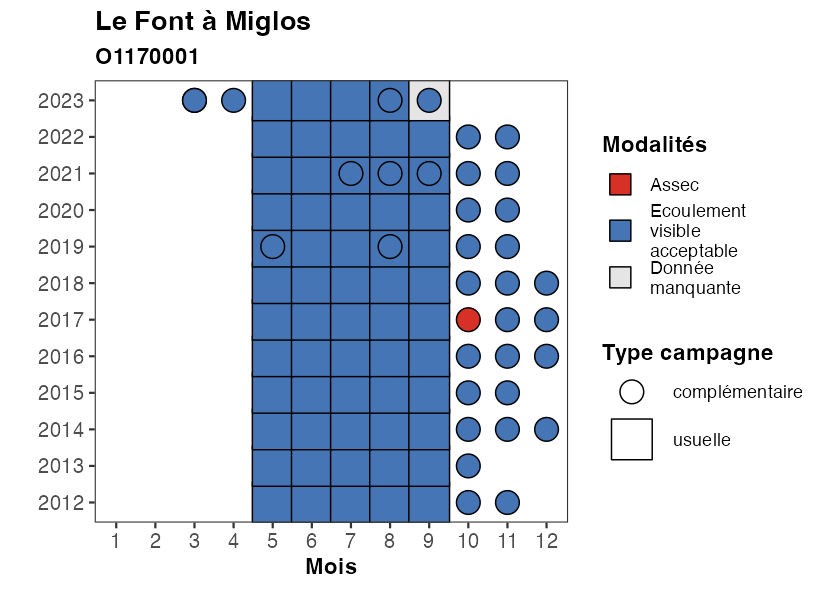 Le Font à Miglos
O1170001
2023
2022
2021
2020
2019
2018
2017
2016
2015
2014
2013
2012
1 2 3 4 5 6 7 8 9 10 11 12
Mois
Modalités
Assec
Ecoulement
visible
acceptable
Donnée
manquante
Type campagne
complémentaire
usuelle